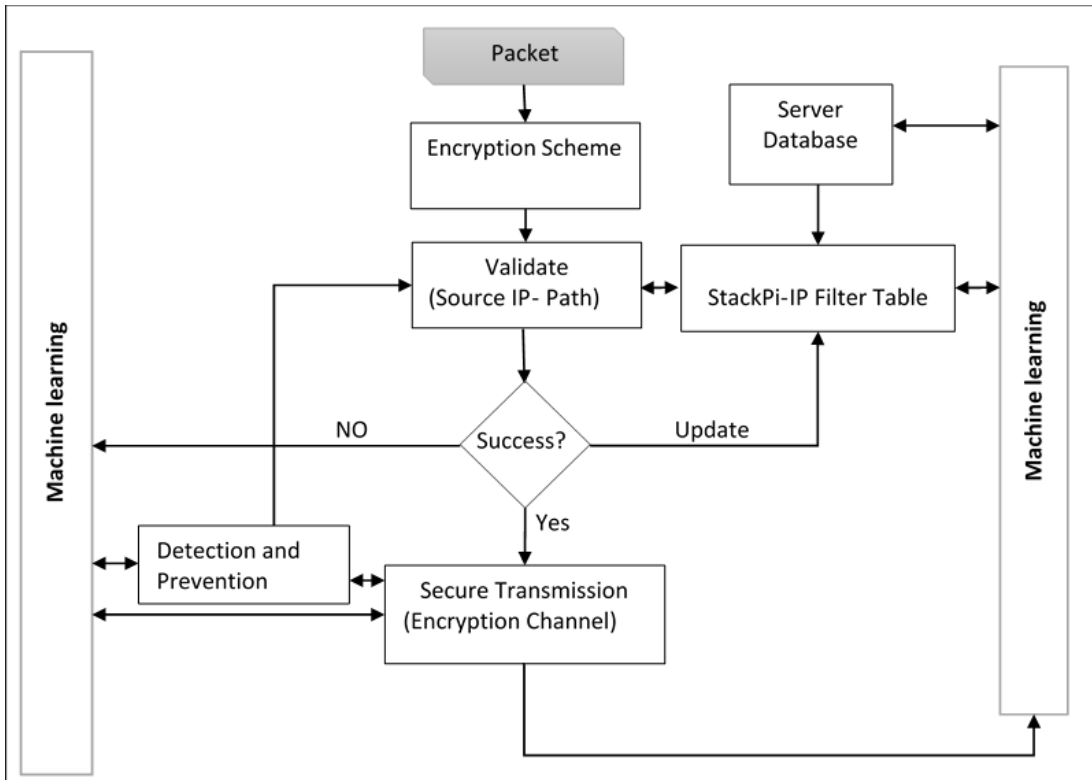 Packet
Encryption Scheme
Server
Database
Validate
(Source IP- Path)
StackPi-IP Filter Table
Machine learning
Machine learning
NO
Success?
Update
Yes
Detection and
Prevention
Secure Transmission
(Encryption Channel)